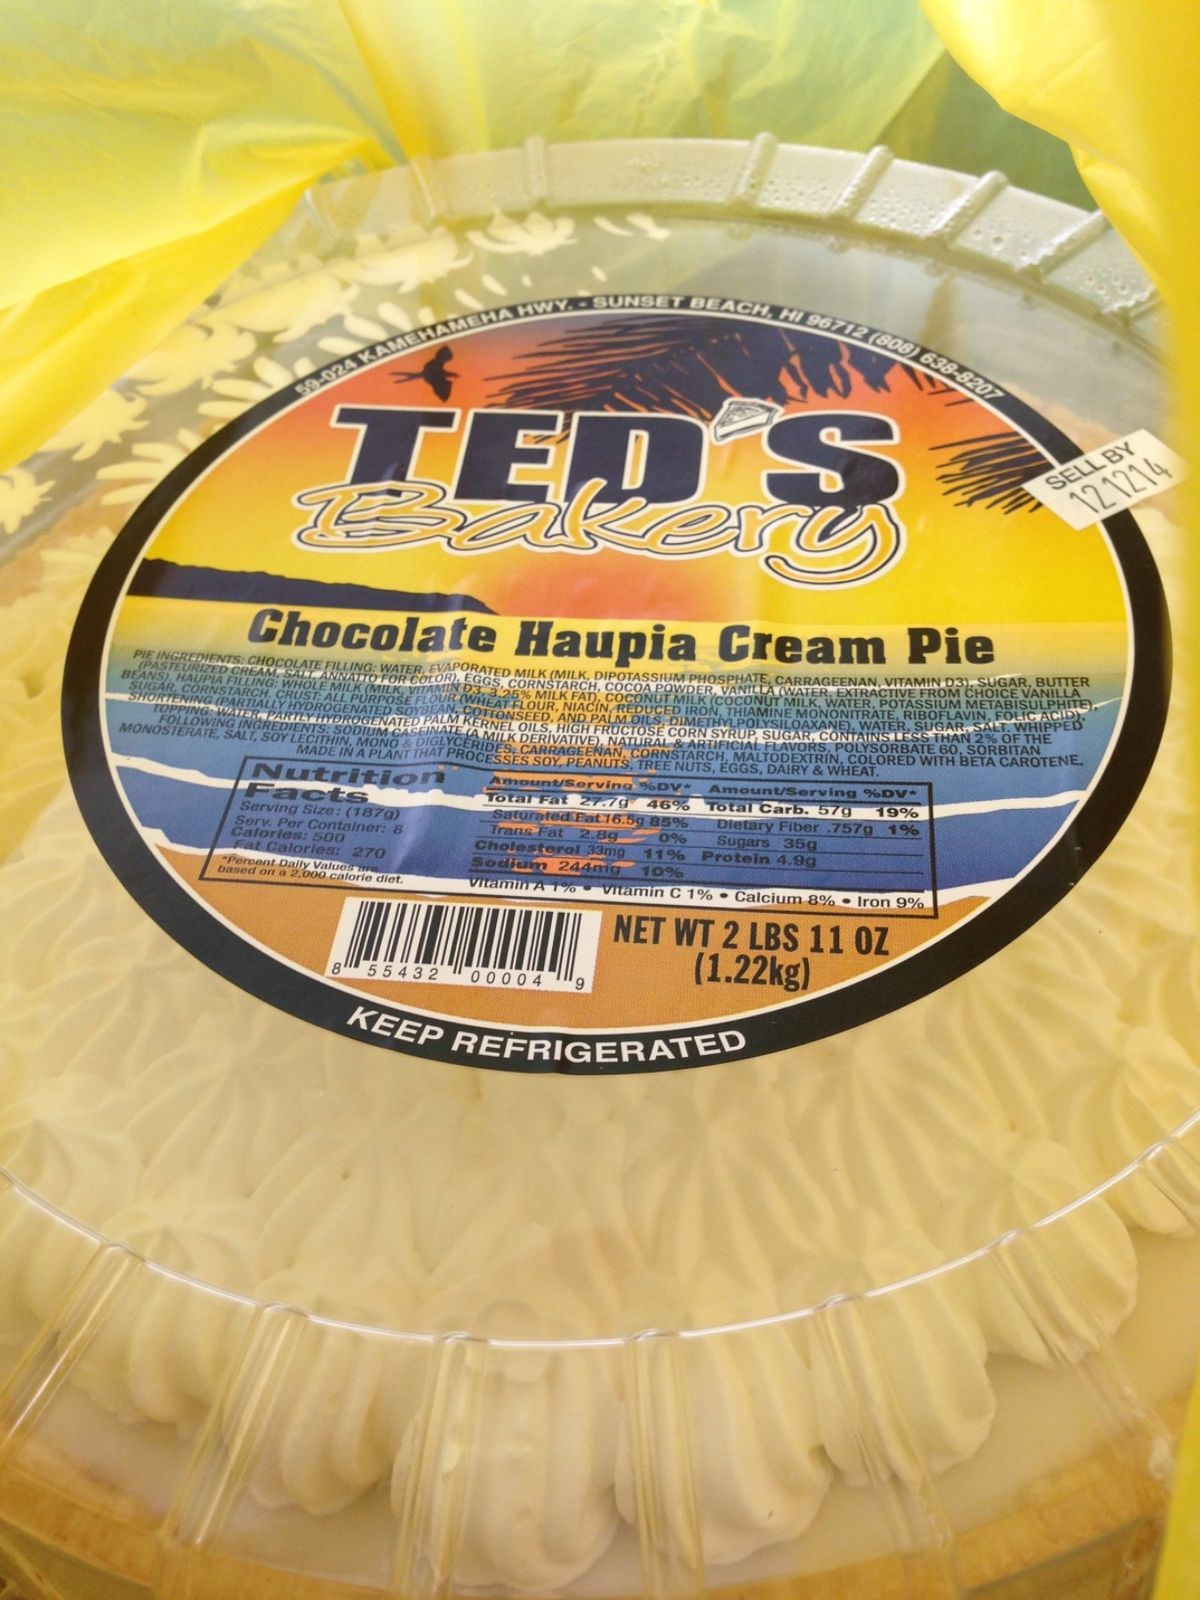 59-024 KAMEHAMEHA HWY. - SUNSET BEACH, HI 96712 (808) 638-8207
TED'S
Bakery
SELL BY
121214
Chocolate Haupia Cream Pie
PIE INGREDIENTS: CHOCOLATE FILLING: WATER, EVAPORATED MILK (MILK, DIPOTASSIUM PHOSPHATE, CARRAGEENAN, VITAMIN D3), SUGAR, BUTTER
(PASTEURIZED CREAM, SALT, ANNATTO FOR COLOR), EGGS, CORNSTARCH, COCOA POWDER, VANILLA (WATER, EXTRACTIVE FROM CHOICE VANILLA
BEANS). HAUPIA FILLING: WHOLE MILK (MILK, VITAMIN D3, 3.25% MILK FAT), COCONUT MILK (COCONUT MILK, WATER, POTASSIUM METABISULPHITE),
SUGAR, CORNSTARCH. CRUST: ALL PURPOSE FLOUR (WHEAT FLOUR, NIACIN, REDUCED IRON, THIAMINE MONONITRATE, RIBOFLAVIN, FOLIC ACID),
SHORTENING (PARTIALLY HYDROGENATED SOYBEAN, COTTONSEED, AND PALM OILS, DIMETHYLPOLYSILOXANE), WATER, SUGAR, SALT. WHIPPED
TOPPING: WATER, PARTLY HYDROGENATED PALM KERNEL OILS, HIGH FRUCTOSE CORN SYRUP, SUGAR, CONTAINS LESS THAN 2% OF THE
FOLLOWING INGREDIENTS: SODIUM CASEINATE (A MILK DERIVATIVE), NATURAL & ARTIFICIAL FLAVORS, POLYSORBATE 60, SORBITAN
MONOSTERATE, SALT, SOY LECITHIN, MONO & DIGLYCERIDES, CARRAGEENAN, CORNSTARCH, MALTODEXTRIN, COLORED WITH BETA CAROTENE.
MADE IN A PLANT THAT PROCESSES SOY, PEANUTS, TREE NUTS, EGGS, DAIRY & WHEAT.
Nutrition
Facts
Serving Size: (187g)
Serv. Per Container: 8
Calories: 500
Fat Calories: 270
*Percent Daily Values are
based on a 2,000 calorie diet.
Amount/Serving %DV* Amount/Serving %DV*
Total Fat 27.7g 46% Total Carb. 57g 19%
Saturated Fat 16.5g 85% Dietary Fiber .757g 1%
Trans Fat 2.8g 0% Sugars 35g
Cholesterol 33mg 11% Protein 4.9g
Sodium 244mg 10%
Vitamin A 1% • Vitamin C 1% • Calcium 8% • Iron 9%
8 55432 00004 9
NET WT 2 LBS 11 OZ
(1.22kg)
KEEP REFRIGERATED